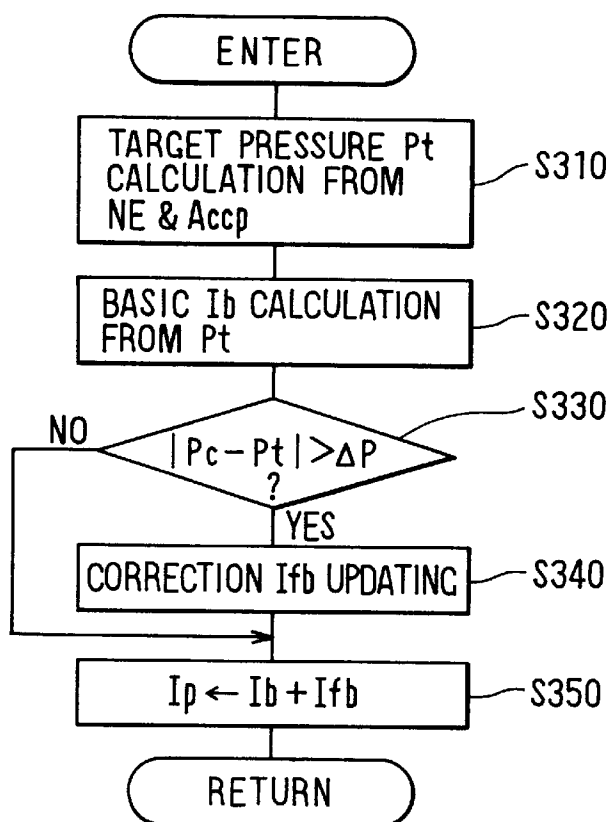 ENTER
TARGET PRESSURE Pt
CALCULATION FROM
NE & Accp
S310
BASIC Ib CALCULATION
FROM Pt
S320
S330
NO
|Pc-Pt|>ΔP
?
YES
CORRECTION Ifb UPDATING
S340
Ip ← Ib + Ifb
S350
RETURN